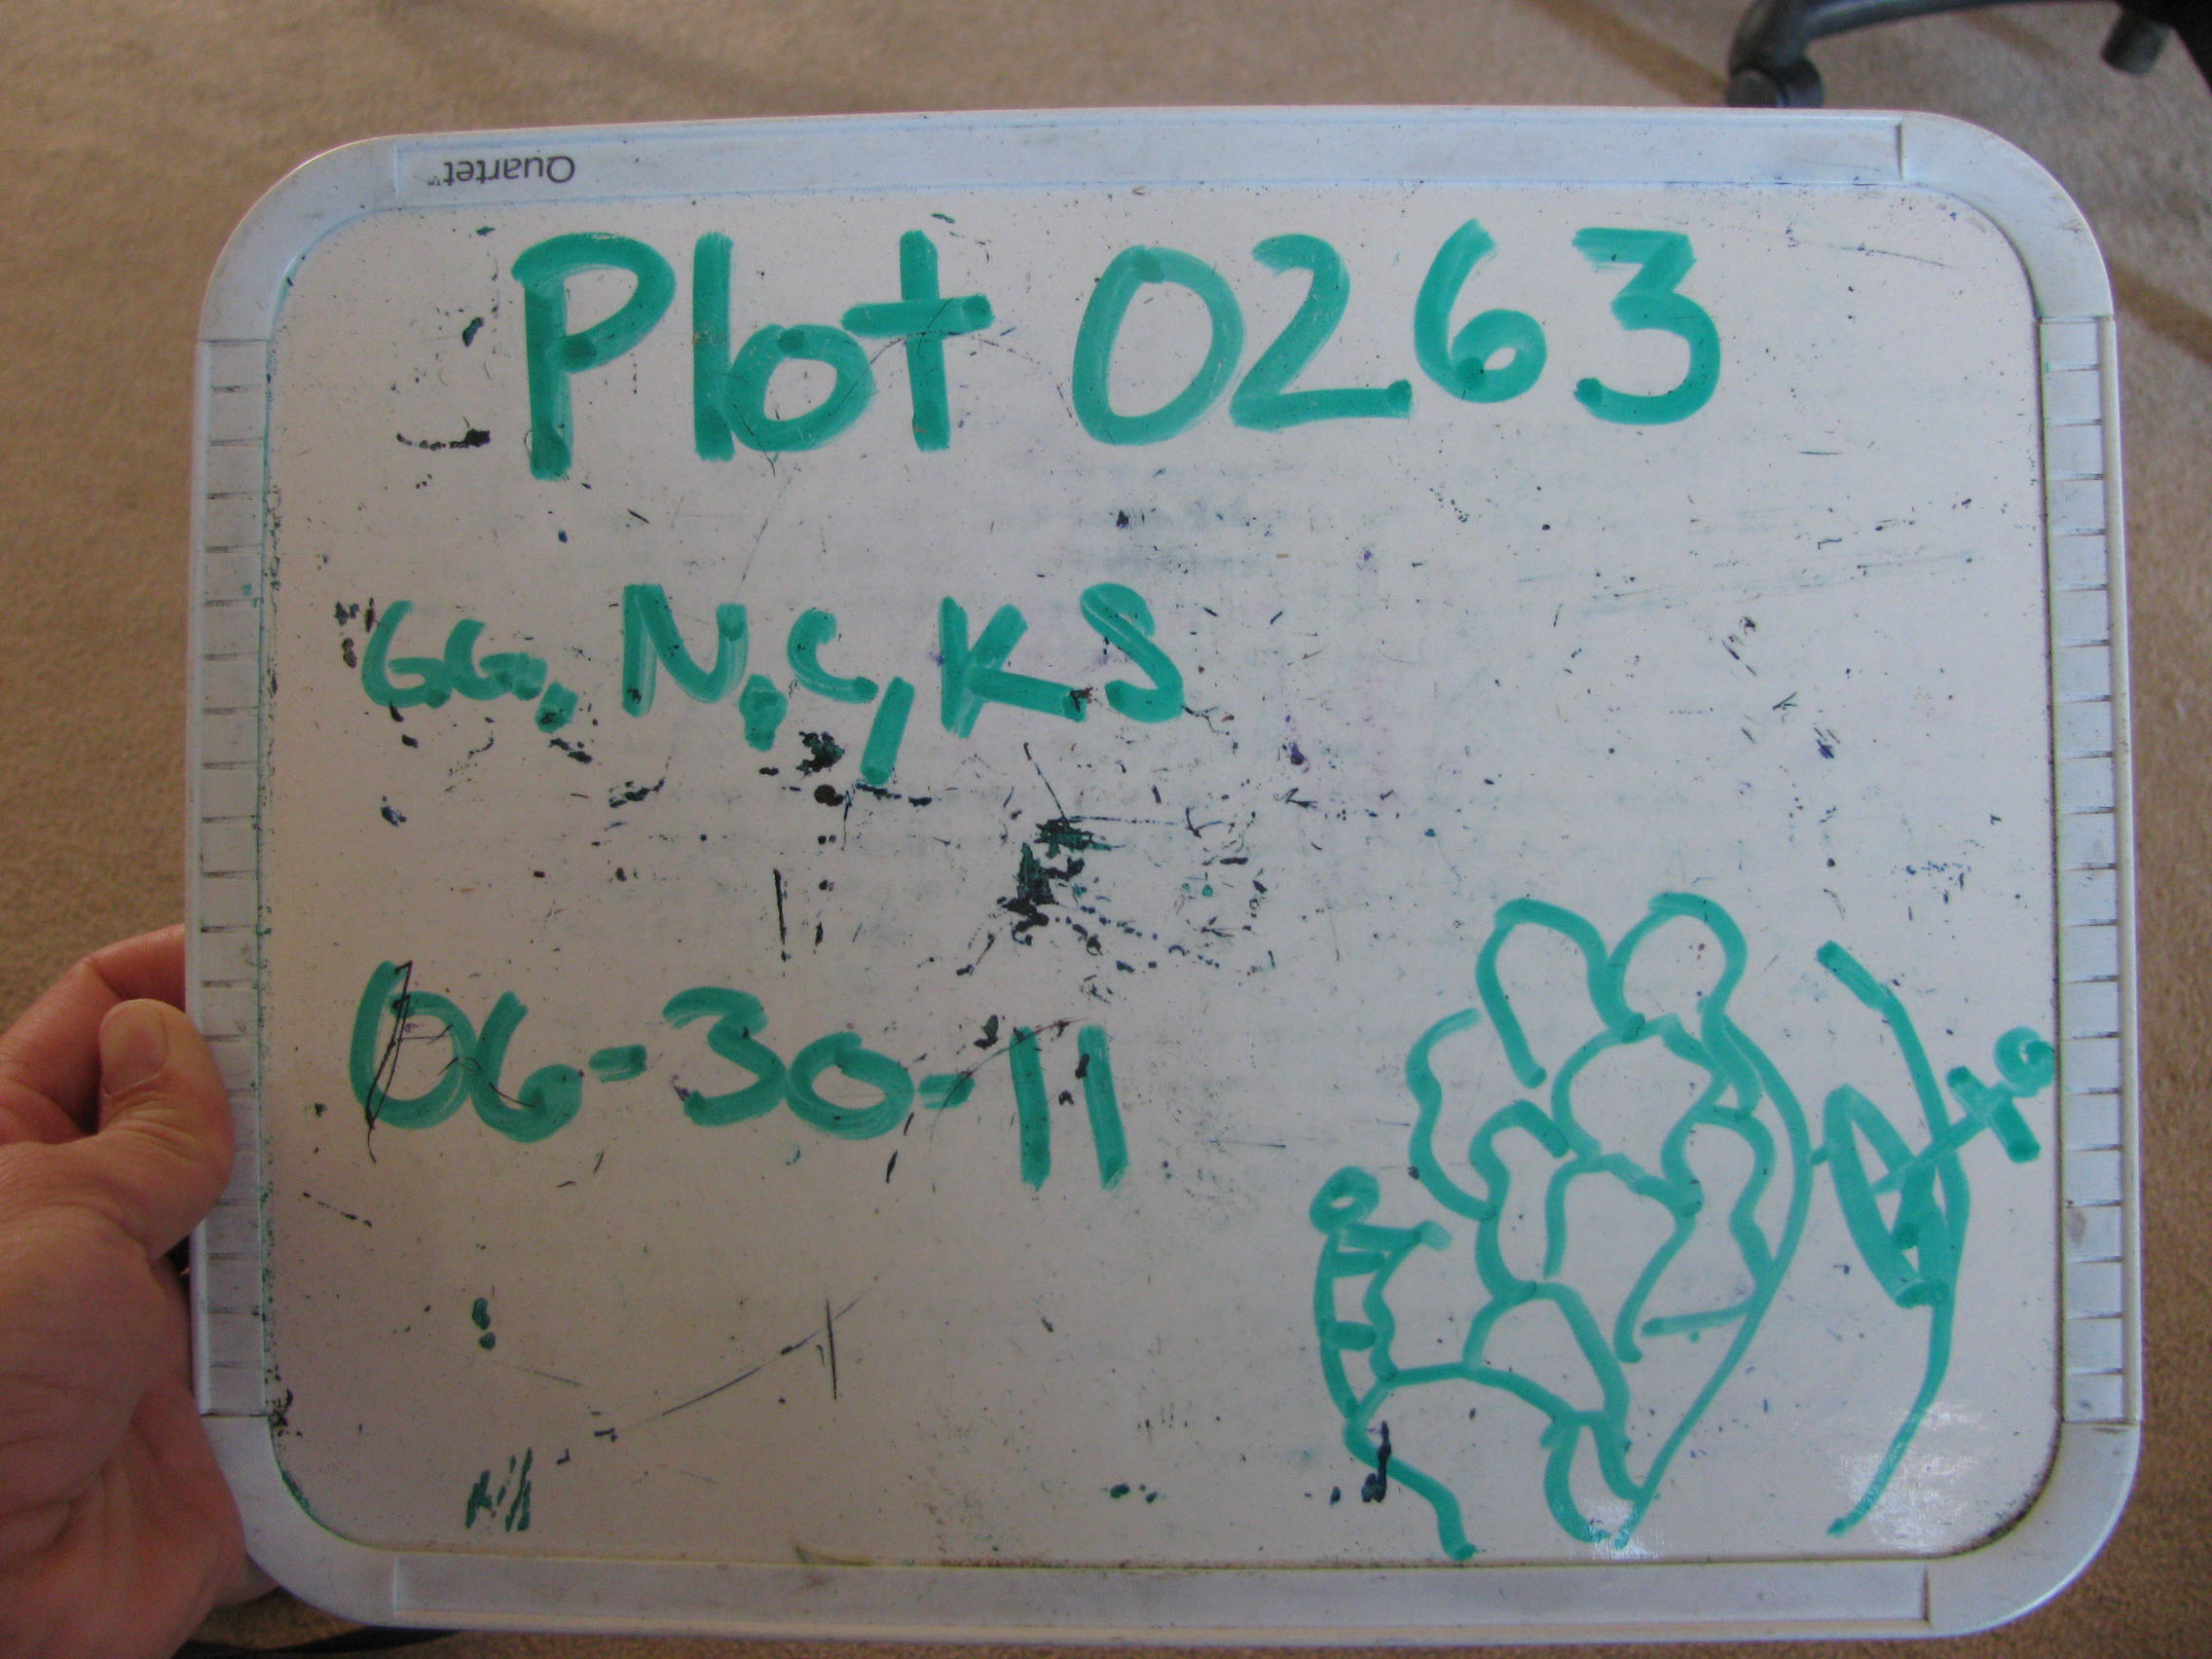 Quartet
Plot 0263
GG, N.C, KS
06-30-11